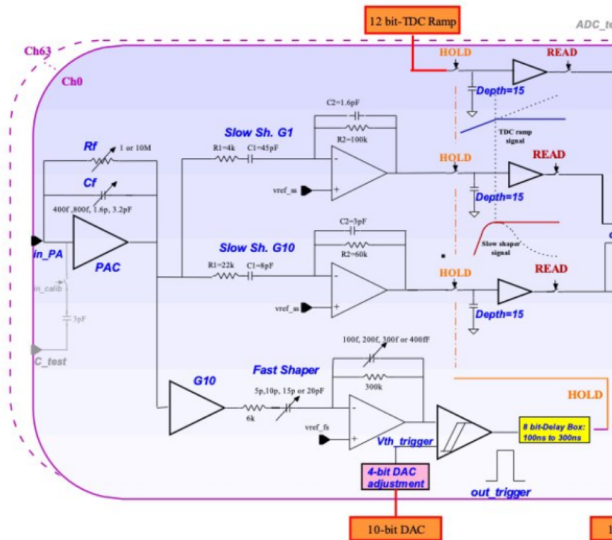 12 bit-TDC Ramp
ADC_te
Ch63
Ch0
HOLD
READ
Depth=15
C2=1.6pF
Rf
1 or 10M
Slow Sh. G1
R1=4k
C1=45pF
R2=100k
TDC ramp
signal
HOLD
READ
Cf
400f ,800f, 1.6p, 3.2pF
vref_ss
Depth=15
in_PA
PAC
Slow Sh. G10
C2=3pF
R1=22k
C1=8pF
R2=60k
Slow shaper
signal
HOLD
READ
in_calib
3pF
vref_ss
Depth=15
C_test
100f, 200f, 300f or 400fF
G10
Fast Shaper
5p,10p, 15p or 20pF
300k
6k
HOLD
vref_fs
Vth_trigger
8 bit-Delay Box:
100ns to 300ns
4-bit DAC
adjustment
out_trigger
10-bit DAC
1